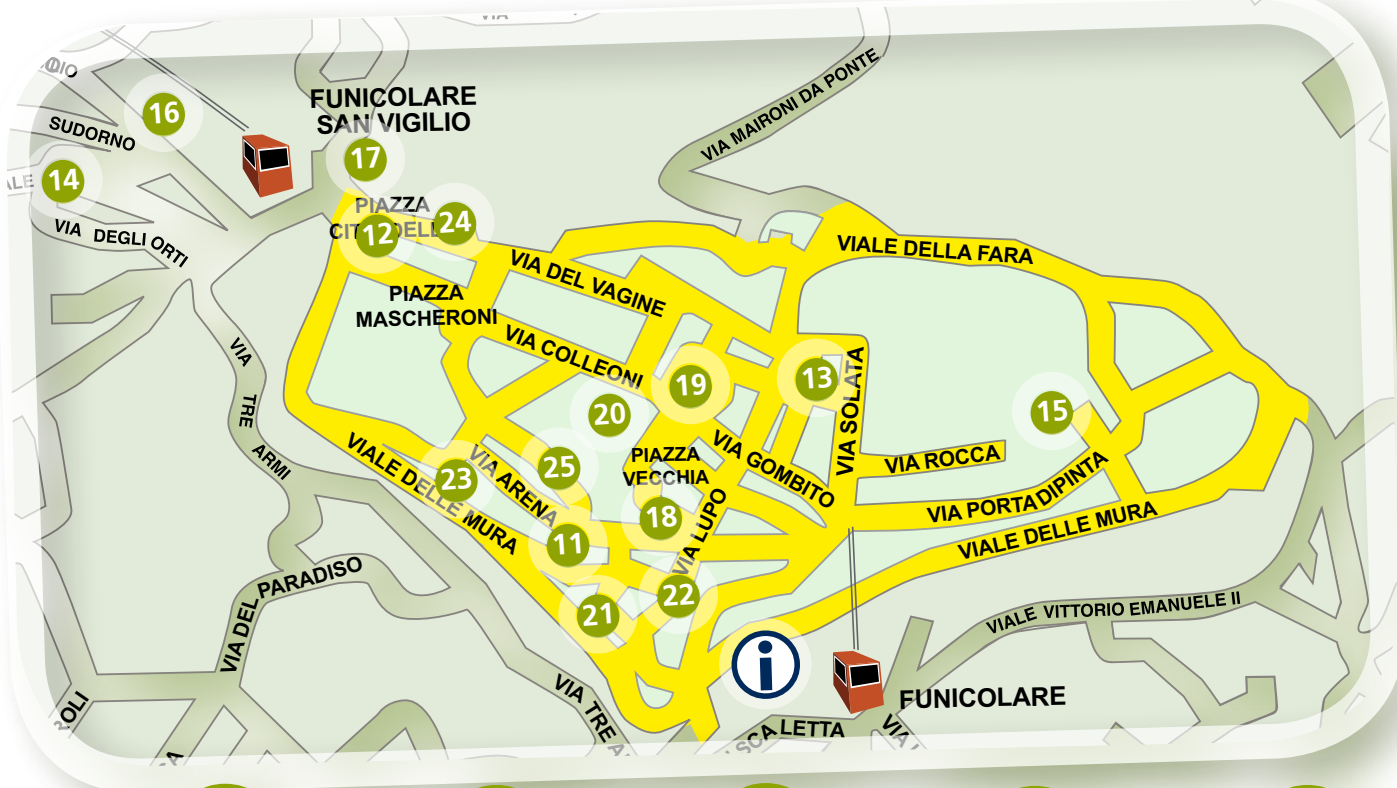 VIA
16
SUDORNO
14
VIA DEGLI ORTI
FUNICOLARE
SAN VIGILIO
17
PIAZZA
12
24
VIA MAIRONI DA PONTE
VIALE DELLA FARA
VIA DEL VAGINE
PIAZZA
MASCHERONI
VIA COLLEONI
19
13
VIA SOLATA
15
20
VIA TRE ARMI
VIALE DELLE MURA
23
VIA ARENA
25
PIAZZA
VECCHIA
VIA GOMBITO
VIA ROCCA
18
VIA LUPO
VIA PORTA DIPINTA
VIALE DELLE MURA
11
VIA DEL PARADISO
21
22
VIALE VITTORIO EMANUELE II
i
FUNICOLARE
VIA TRE
LETTA